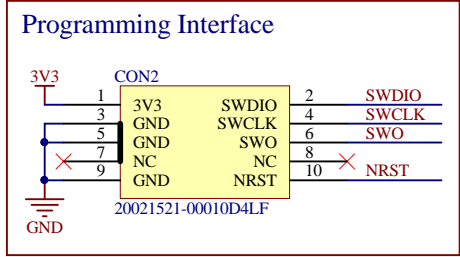 Programming Interface
3V3 CON2
1 3V3 SWDIO 2 SWDIO
3 GND SWCLK 4 SWCLK
5 GND SWO 6 SWO
7 NC NC 8
9 GND NRST 10 NRST
20021521-00010D4LF
GND